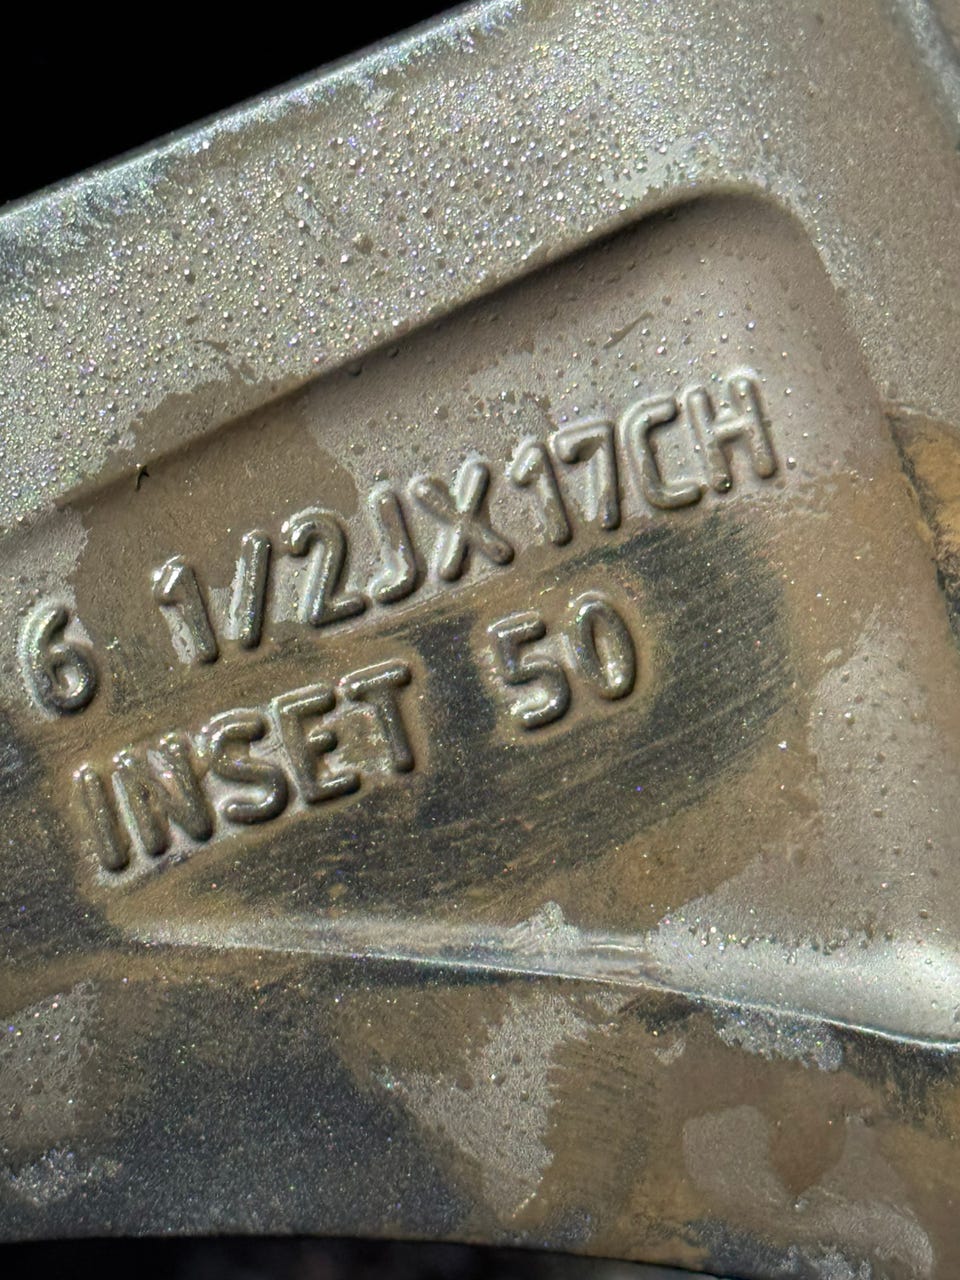 6 1/2JX17CH
INSET 50